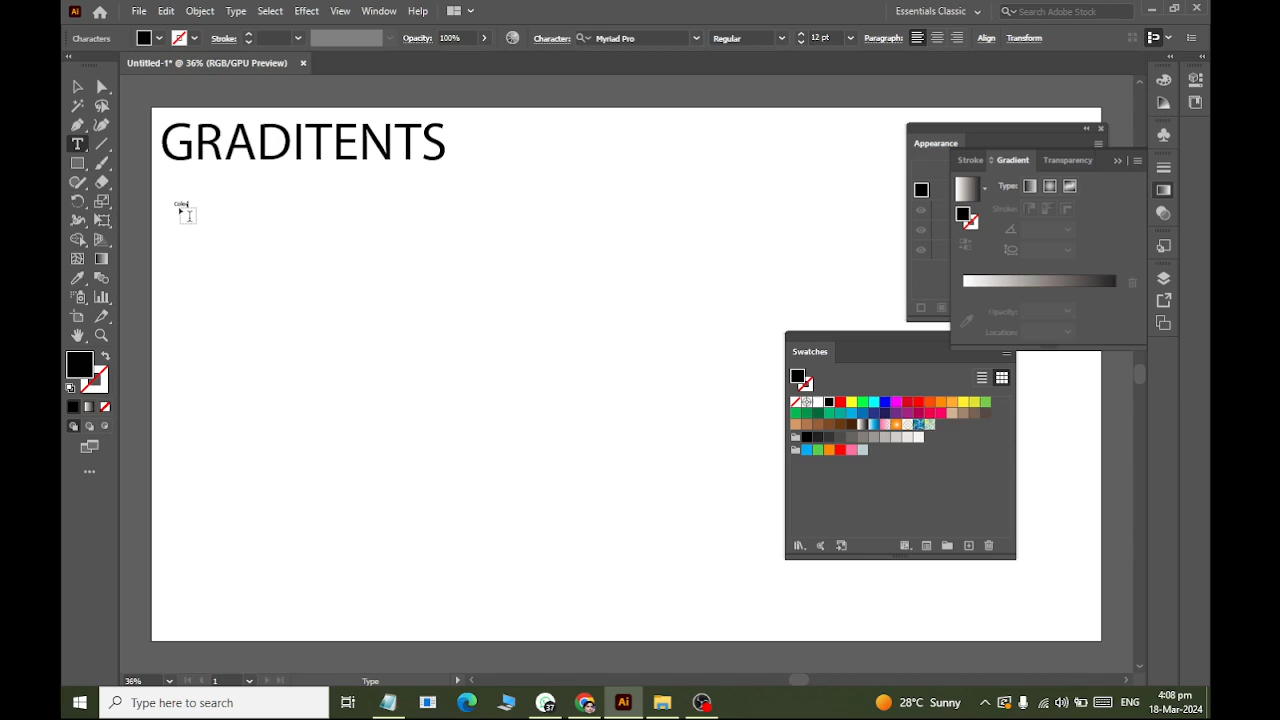 Ai
File Edit Object Type Select Effect View Window Help
Essentials Classic
Search Adobe Stock
Characters
Stroke:
Opacity: 100%
Character: Myriad Pro
Regular
12 pt
Paragraph:
Align
Transform
Untitled-1* @ 36% (RGB/GPU Preview)
GRADITENTS
Appearance
Stroke
Gradient
Transparency
Type:
Stroke:
Opacity:
Location:
Swatches
36%
1
Type
Type here to search
Ai
28°C Sunny
ENG
4:08 pm
18-Mar-2024